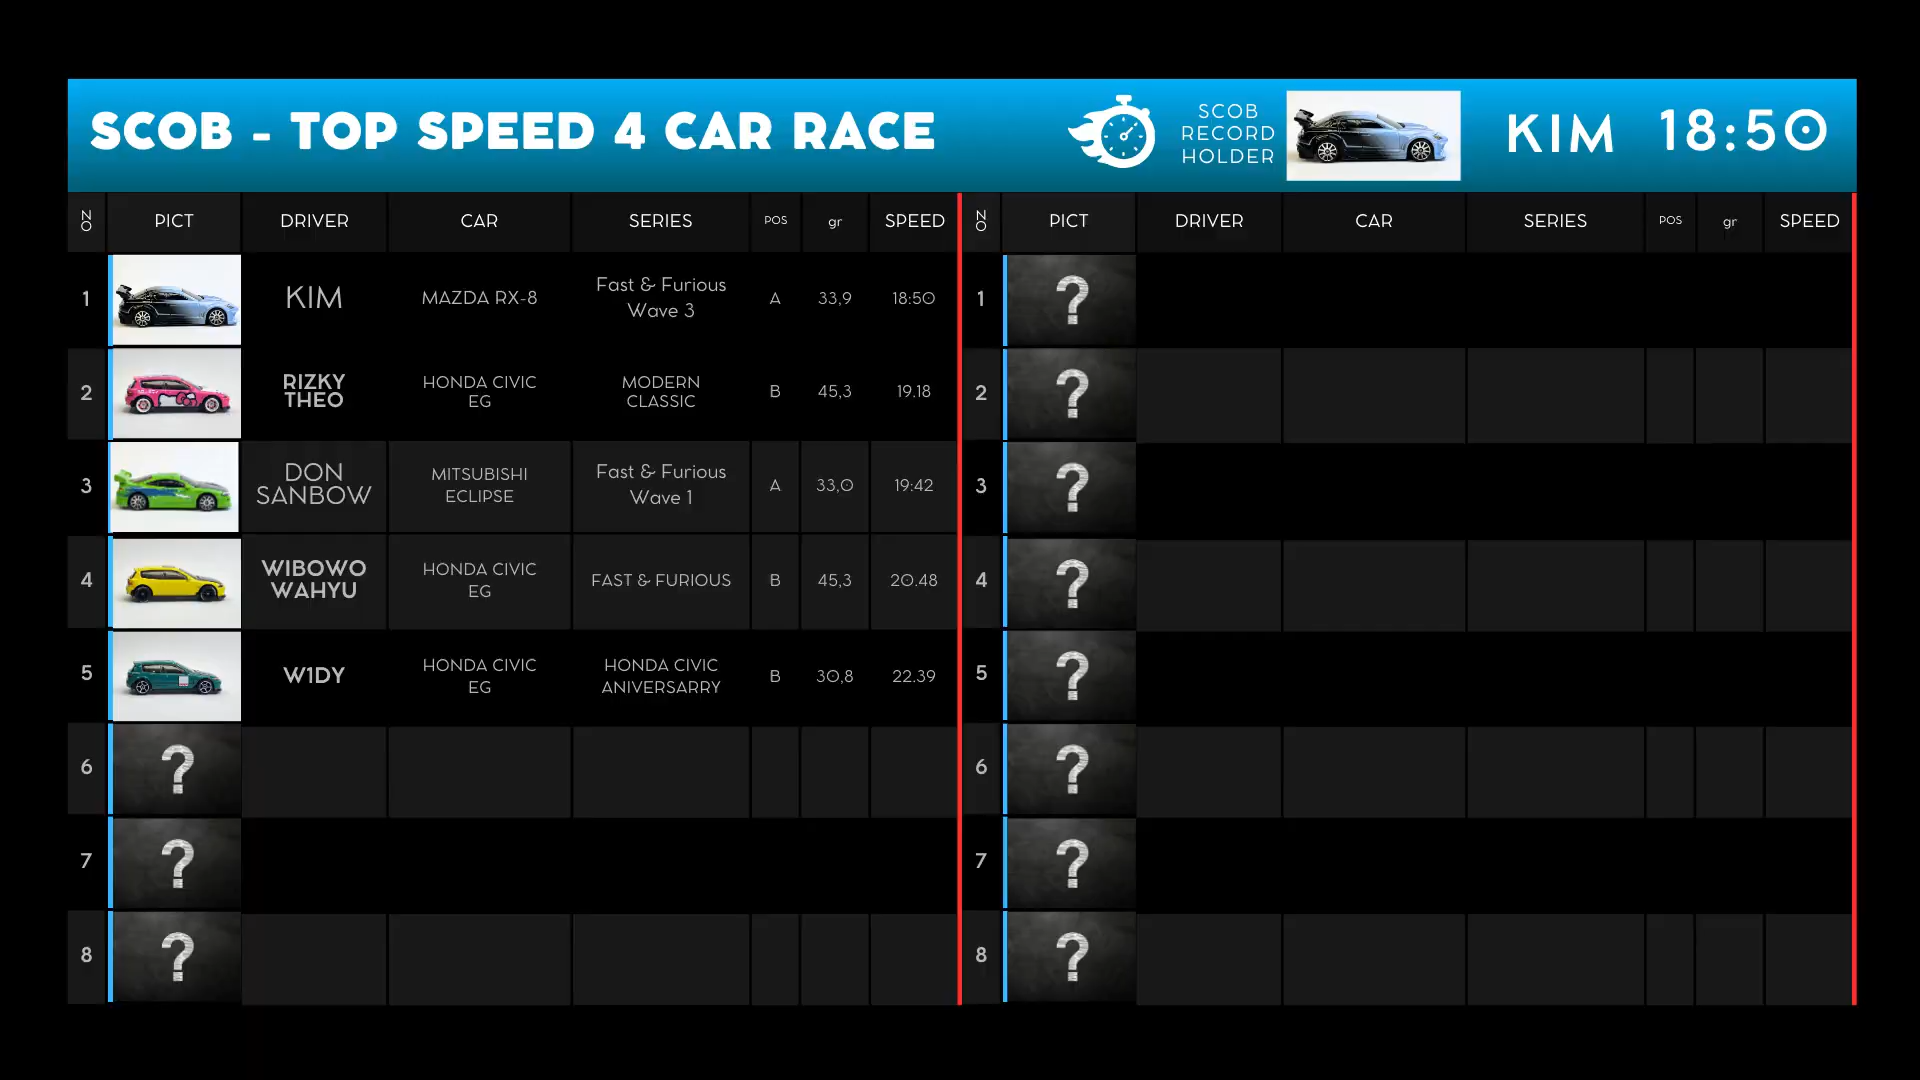 SCOB - TOP SPEED 4 CAR RACE
SCOB
RECORD
HOLDER
KIM 18:50
NO PICT DRIVER CAR SERIES POS gr SPEED NO PICT DRIVER CAR SERIES POS gr SPEED
1 KIM MAZDA RX-8 Fast & Furious
Wave 3 A 33,9 18:50
2 RIZKY
THEO HONDA CIVIC
EG MODERN
CLASSIC B 45,3 19.18
3 DON
SANBOW MITSUBISHI
ECLIPSE Fast & Furious
Wave 1 A 33,0 19:42
4 WIBOWO
WAHYU HONDA CIVIC
EG FAST & FURIOUS B 45,3 20.48
5 W1DY HONDA CIVIC
EG HONDA CIVIC
ANIVERSARRY B 30,8 22.39
6 ?
7 ?
8 ?
1 ?
2 ?
3 ?
4 ?
5 ?
6 ?
7 ?
8 ?